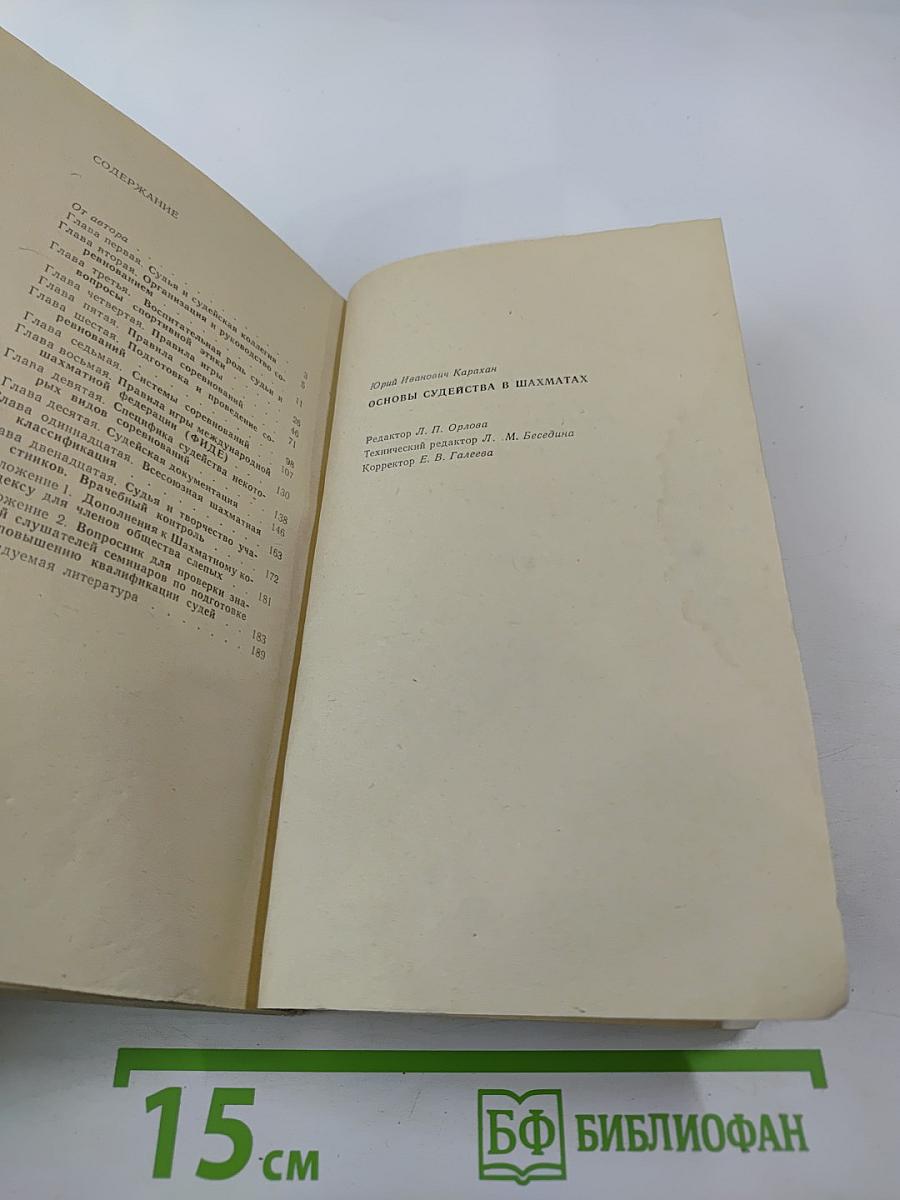 СОДЕРЖАНИЕ
От автора . . . . . . . 3
Глава первая. Судья и судейская коллегия . 5
Глава вторая. Организация и руководство со-
ревнованием . . . . 11
Глава третья. Воспитательная роль судьи и
вопросы спортивной этики . . 26
Глава четвертая. Правила игры . . 46
Глава пятая. Правила соревнований . . 71
Глава шестая. Подготовка и проведение со-
ревнований . . . . 98
Глава седьмая. Системы соревнований . 107
Глава восьмая. Правила игры международной
шахматной федерации (ФИДЕ) . . 130
Глава девятая. Специфика судейства некото-
рых видов соревнований . . 138
Глава десятая. Судейская документация . . 146
лава одиннадцатая. Всесоюзная шахматная
классификация . . . 163
ава двенадцатая. Судья и творчество уча-
стников. Врачебный контроль . . 172
ложение 1. Дополнения к Шахматному ко-
дексу для членов общества слепых . . 181
ожение 2. Вопросник для проверки зна-
й слушателей семинаров по подготовке
повышению квалификации судей . . 183
дуемая литература . . . . 189
Юрий Иванович Карахан
ОСНОВЫ СУДЕЙСТВА В ШАХМАТАХ
Редактор Л. П. Орлова
Технический редактор Л. М. Беседина
Корректор Е. В. Галеева
15 см
БФ БИБЛИОФАН